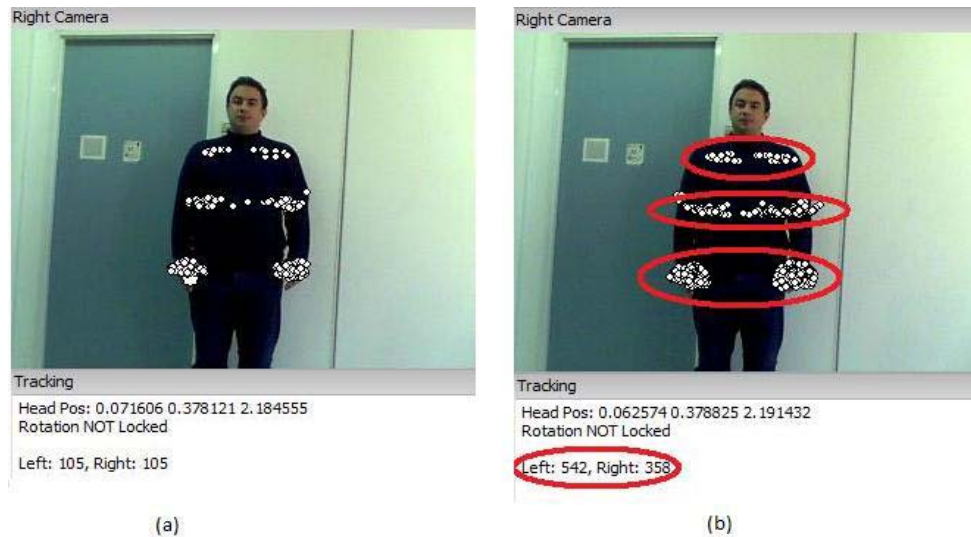 Right Camera
Tracking
Head Pos: 0.071606 0.378121 2.184555
Rotation NOT Locked
Left: 105, Right: 105
(a)
Right Camera
Tracking
Head Pos: 0.062574 0.378825 2.191432
Rotation NOT Locked
Left: 542, Right: 358
(b)